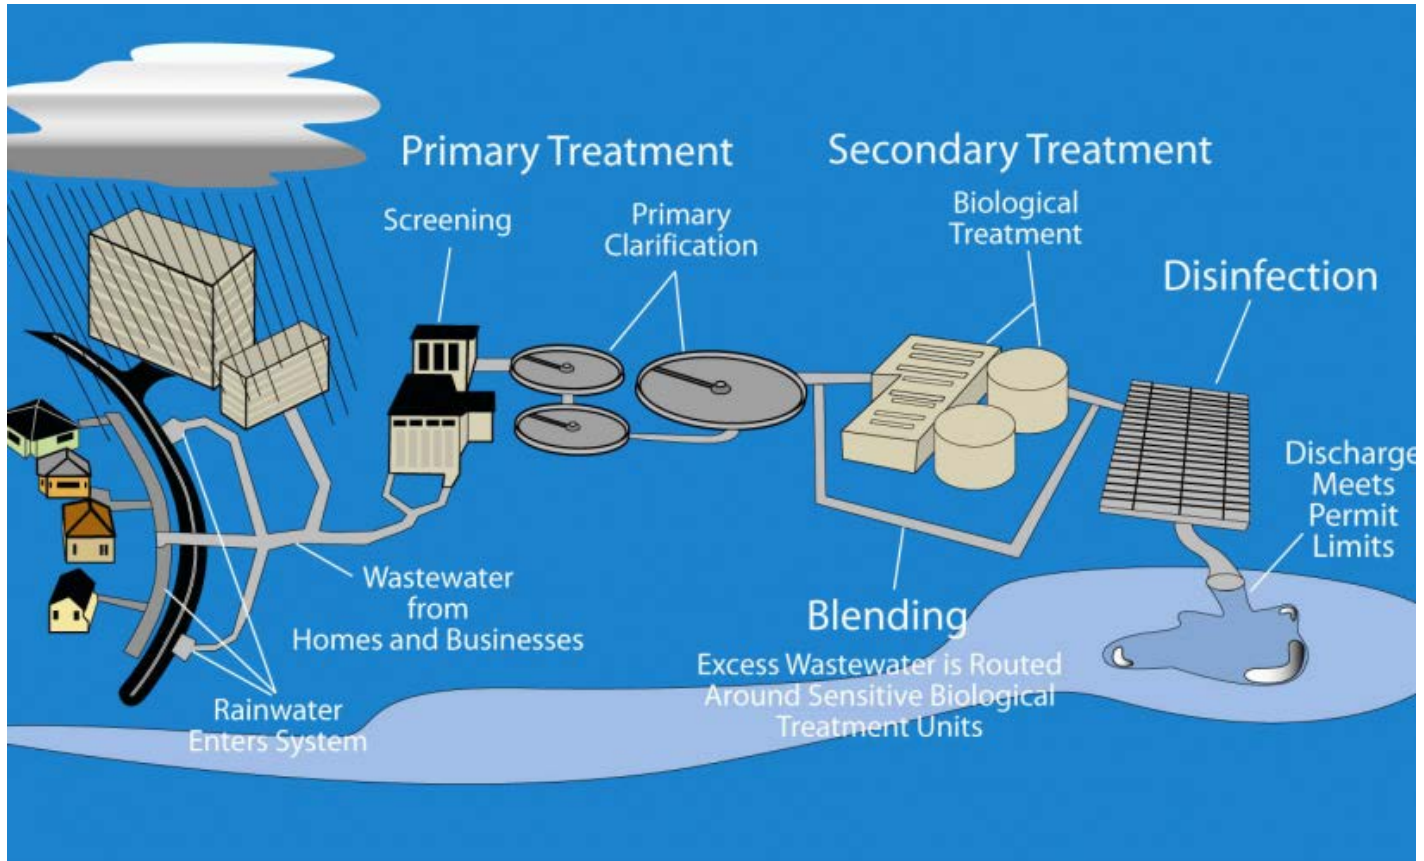 Primary Treatment
Secondary Treatment
Screening
Primary
Clarification
Biological
Treatment
Disinfection
Discharge
Meets
Permit
Limits
Wastewater
from
Homes and Businesses
Blending
Excess Wastewater is Routed
Around Sensitive Biological
Treatment Units
Rainwater
Enters System